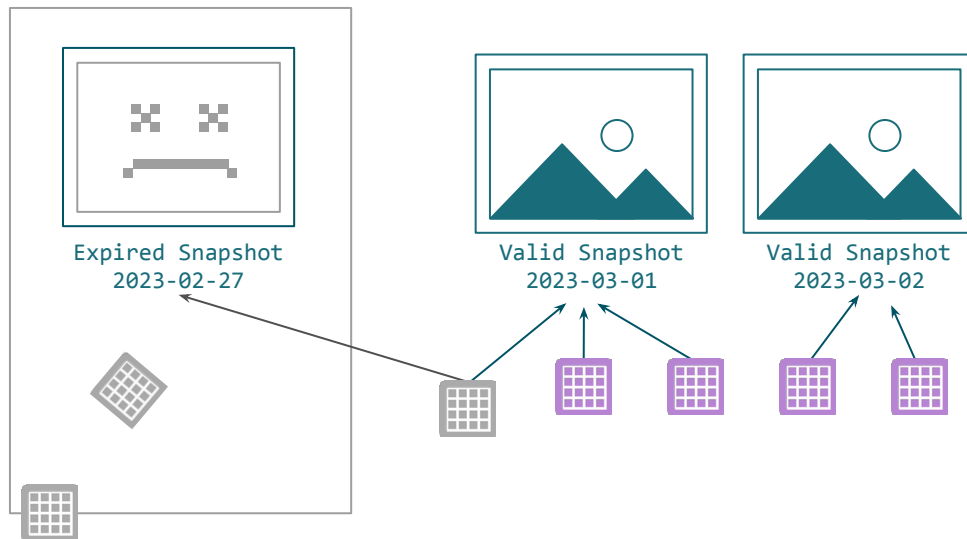 Expired Snapshot
2023-02-27
Valid Snapshot
2023-03-01
Valid Snapshot
2023-03-02